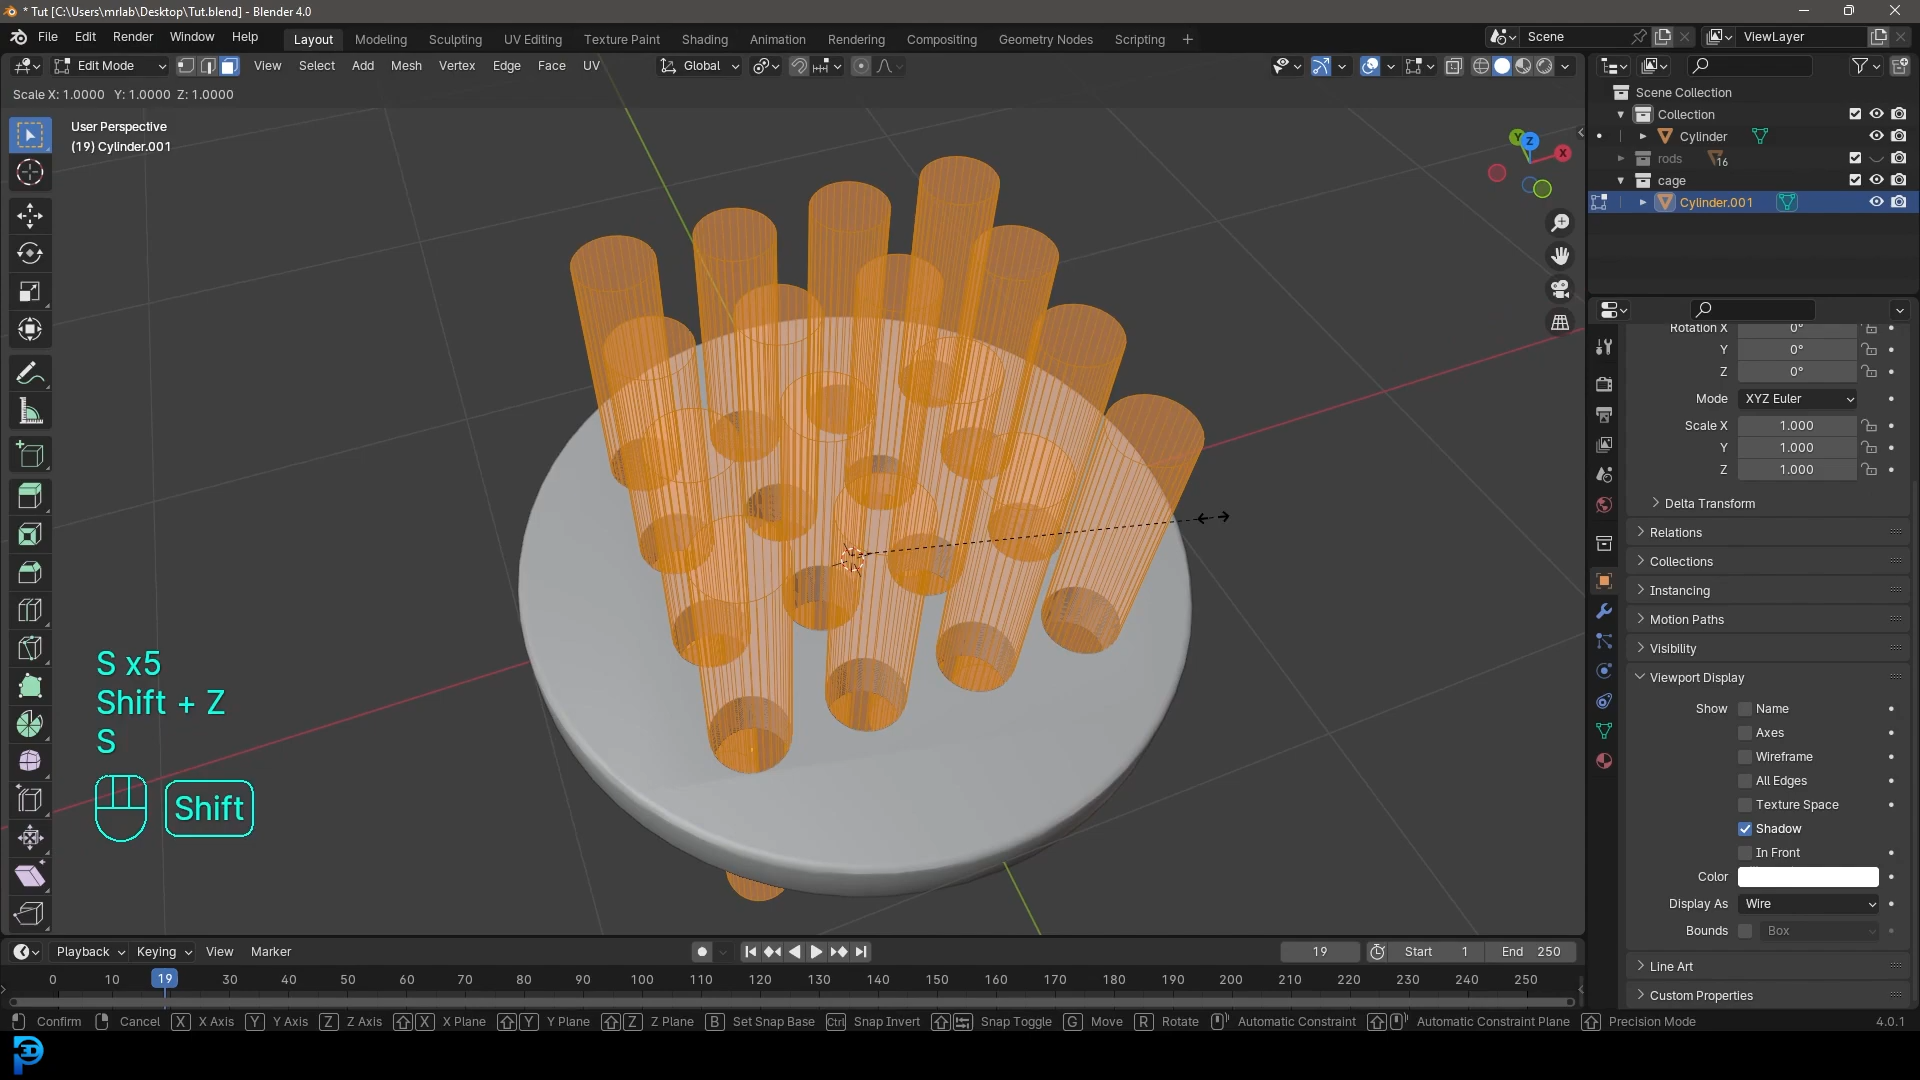 * Tut [C:\Users\mrlab\Desktop\Tut.blend] - Blender 4.0
File Edit Render Window Help Layout Modeling Sculpting UV Editing Texture Paint Shading Animation Rendering Compositing Geometry Nodes Scripting + Scene ViewLayer
Edit Mode View Select Add Mesh Vertex Edge Face UV Global
Scale X: 1.0000 Y: 1.0000 Z: 1.0000
User Perspective
(19) Cylinder.001
Y Z X
Scene Collection
Collection
Cylinder
rods 16
cage
Cylinder.001
Rotation X 0°
Y 0°
Z 0°
Mode XYZ Euler
Scale X 1.000
Y 1.000
Z 1.000
Delta Transform
Relations
Collections
Instancing
Motion Paths
Visibility
Viewport Display
Show Name
Axes
Wireframe
All Edges
Texture Space
Shadow
In Front
Color
Display As Wire
Bounds Box
Line Art
Custom Properties
S x5
Shift + Z
S
Shift
Playback Keying View Marker 19 Start 1 End 250
0 10 19 30 40 50 60 70 80 90 100 110 120 130 140 150 160 170 180 190 200 210 220 230 240 250
Confirm Cancel X X Axis Y Y Axis Z Z Axis X X Plane Y Y Plane Z Z Plane B Set Snap Base Ctrl Snap Invert Snap Toggle G Move R Rotate Automatic Constraint Automatic Constraint Plane Precision Mode 4.0.1